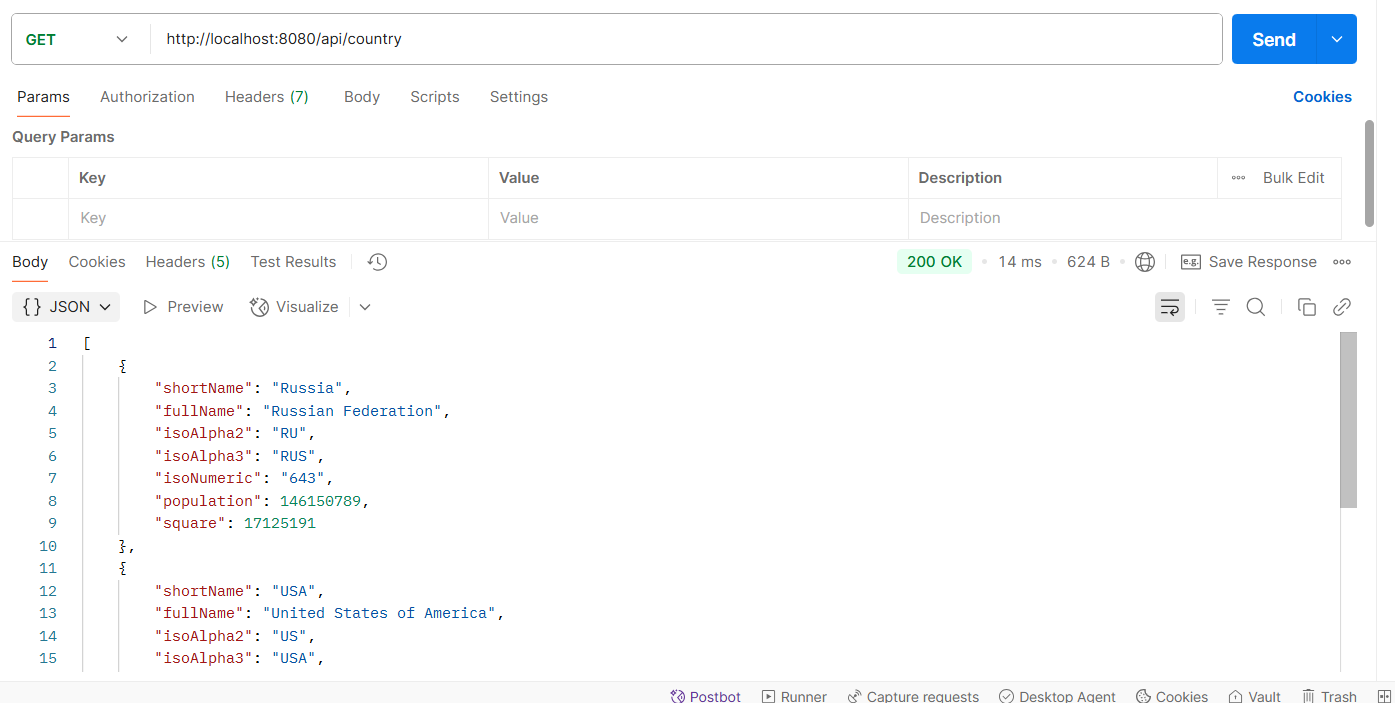 GET http://localhost:8080/api/country Send
Params Authorization Headers (7) Body Scripts Settings Cookies
Query Params
Key Value Description Bulk Edit
Key Value Description
Body Cookies Headers (5) Test Results 200 OK 14 ms 624 B e.g. Save Response
{} JSON Preview Visualize
1 [
2 {
3 "shortName": "Russia",
4 "fullName": "Russian Federation",
5 "isoAlpha2": "RU",
6 "isoAlpha3": "RUS",
7 "isoNumeric": "643",
8 "population": 146150789,
9 "square": 17125191
10 },
11 {
12 "shortName": "USA",
13 "fullName": "United States of America",
14 "isoAlpha2": "US",
15 "isoAlpha3": "USA",
Postbot Runner Capture requests Desktop Agent Cookies Vault Trash